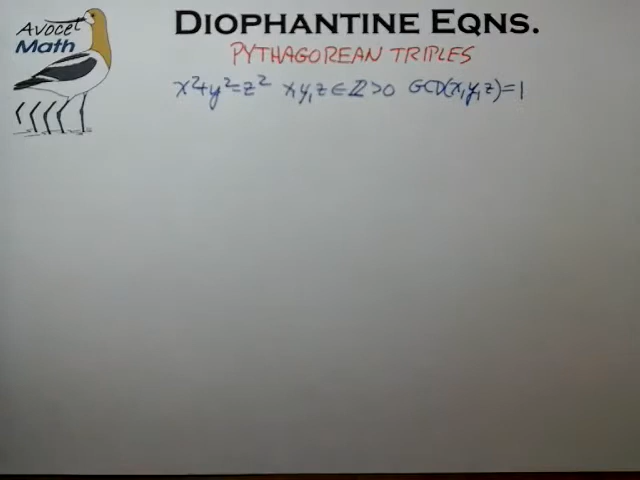 Avocet
Math
DIOPHANTINE EQNS.
PYTHAGOREAN TRIPLES
x²+y²=z² x,y,z∈ℤ>0 GCD(x,y,z)=1